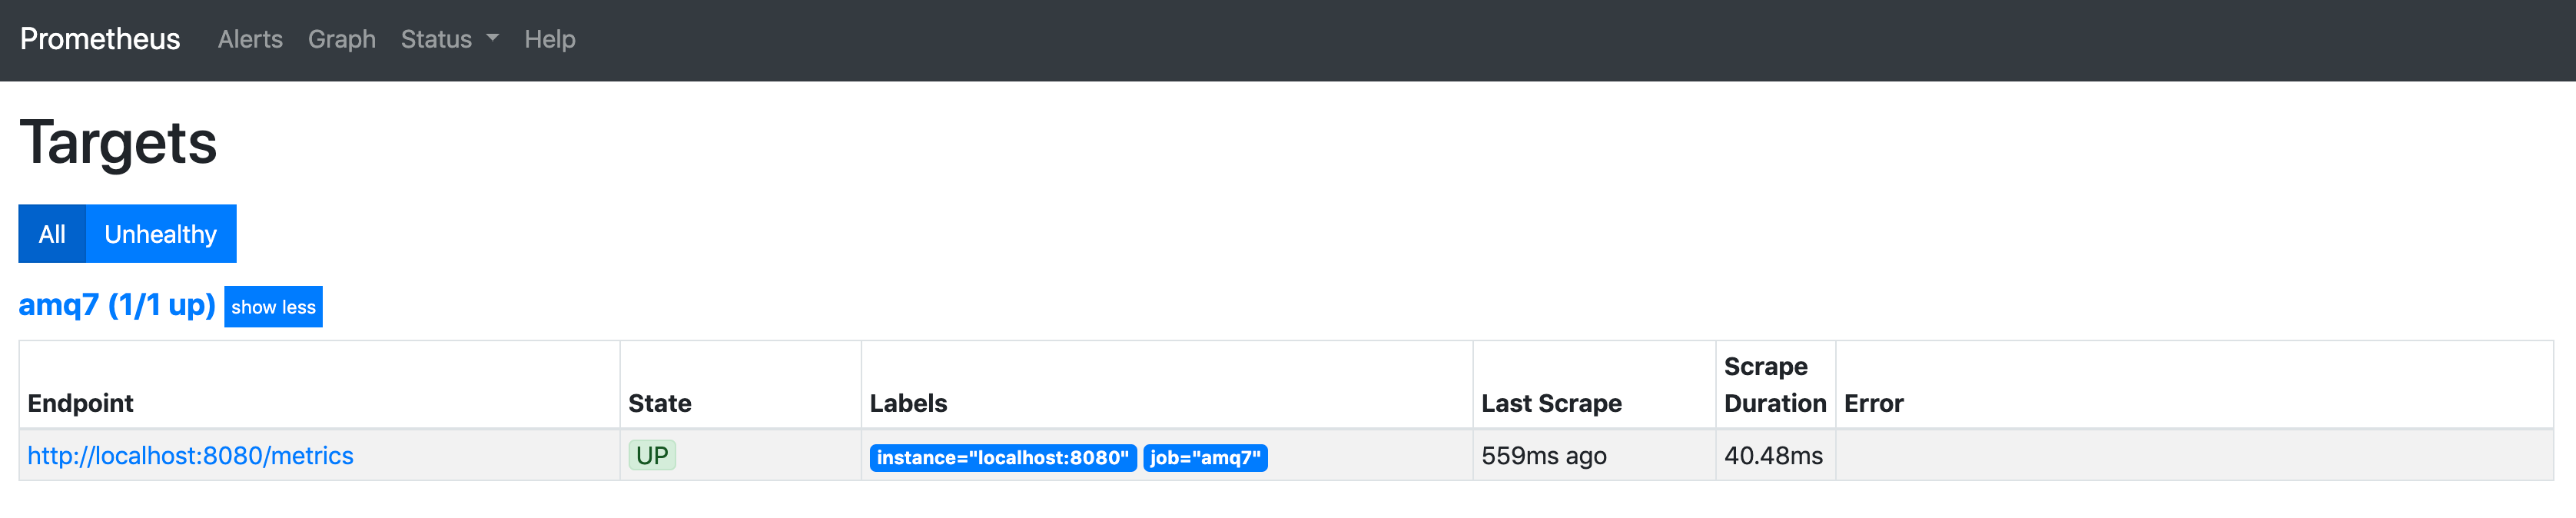 Prometheus Alerts Graph Status Help
Targets
All Unhealthy
amq7 (1/1 up) show less
Endpoint State Labels Last Scrape Scrape Duration Error
http://localhost:8080/metrics UP instance="localhost:8080" job="amq7" 559ms ago 40.48ms